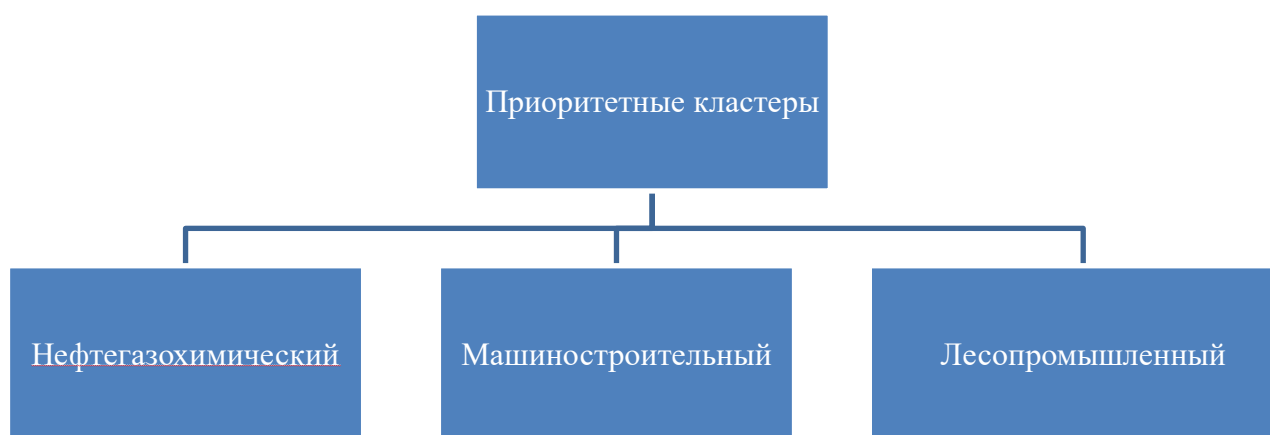 Приоритетные кластеры
Нефтегазохимический
Машиностроительный
Лесопромышленный